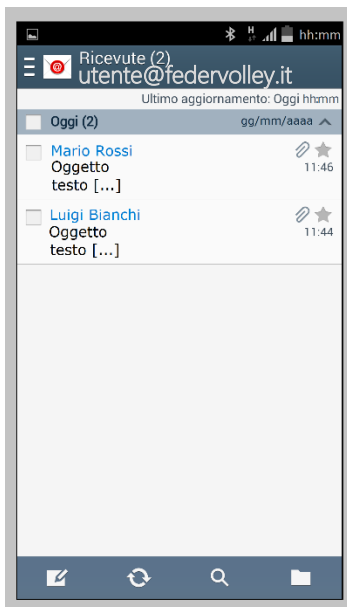 H hh:mm
Ricevute (2)
utente@federvolley.it
Ultimo aggiornamento: Oggi hh:mm
Oggi (2) gg/mm/aaaa
Mario Rossi
Oggetto 11:46
testo [...]
Luigi Bianchi
Oggetto 11:44
testo [...]